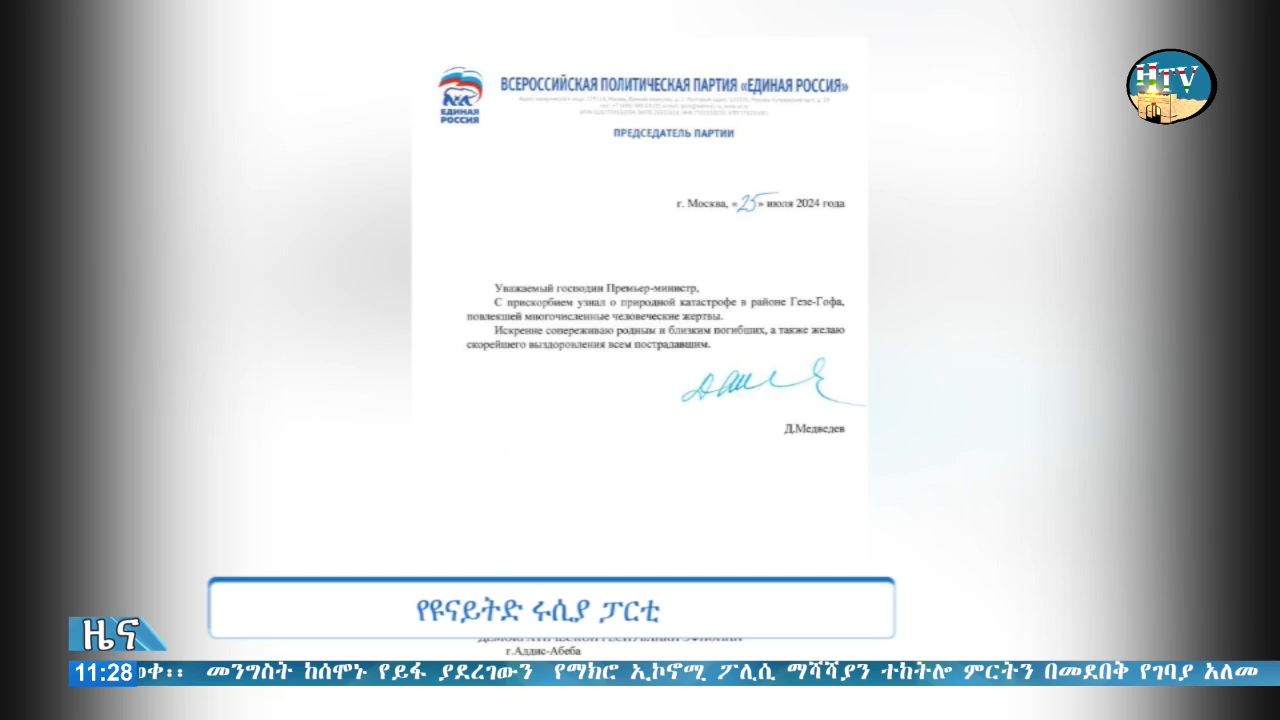 HTV
ВСЕРОССИЙСКАЯ ПОЛИТИЧЕСКАЯ ПАРТИЯ «ЕДИНАЯ РОССИЯ»
ЕДИНАЯ
РОССИЯ
ПРЕДСЕДАТЕЛЬ ПАРТИИ
г. Москва, «25» июля 2024 года
Уважаемый господин Премьер-министр,
С прискорбием узнал о природной катастрофе в районе Гезе-Гофа,
повлекшей многочисленные человеческие жертвы.
Искренне сопереживаю родным и близким погибших, а также желаю
скорейшего выздоровления всем пострадавшим.
Д.Медведев
የዩናይትድ ሩሲያ ፓርቲ
г.Аддис-Абеба
ዜና
11:28 ወቀ፡፡ መንግስት ከሰሞኑ የይፋ ያደረገውን የማክሮ ኢኮኖሚ ፖሊሲ ማሻሻያን ተከትሎ ምርትን በመደበቅ የገበያ አለመ